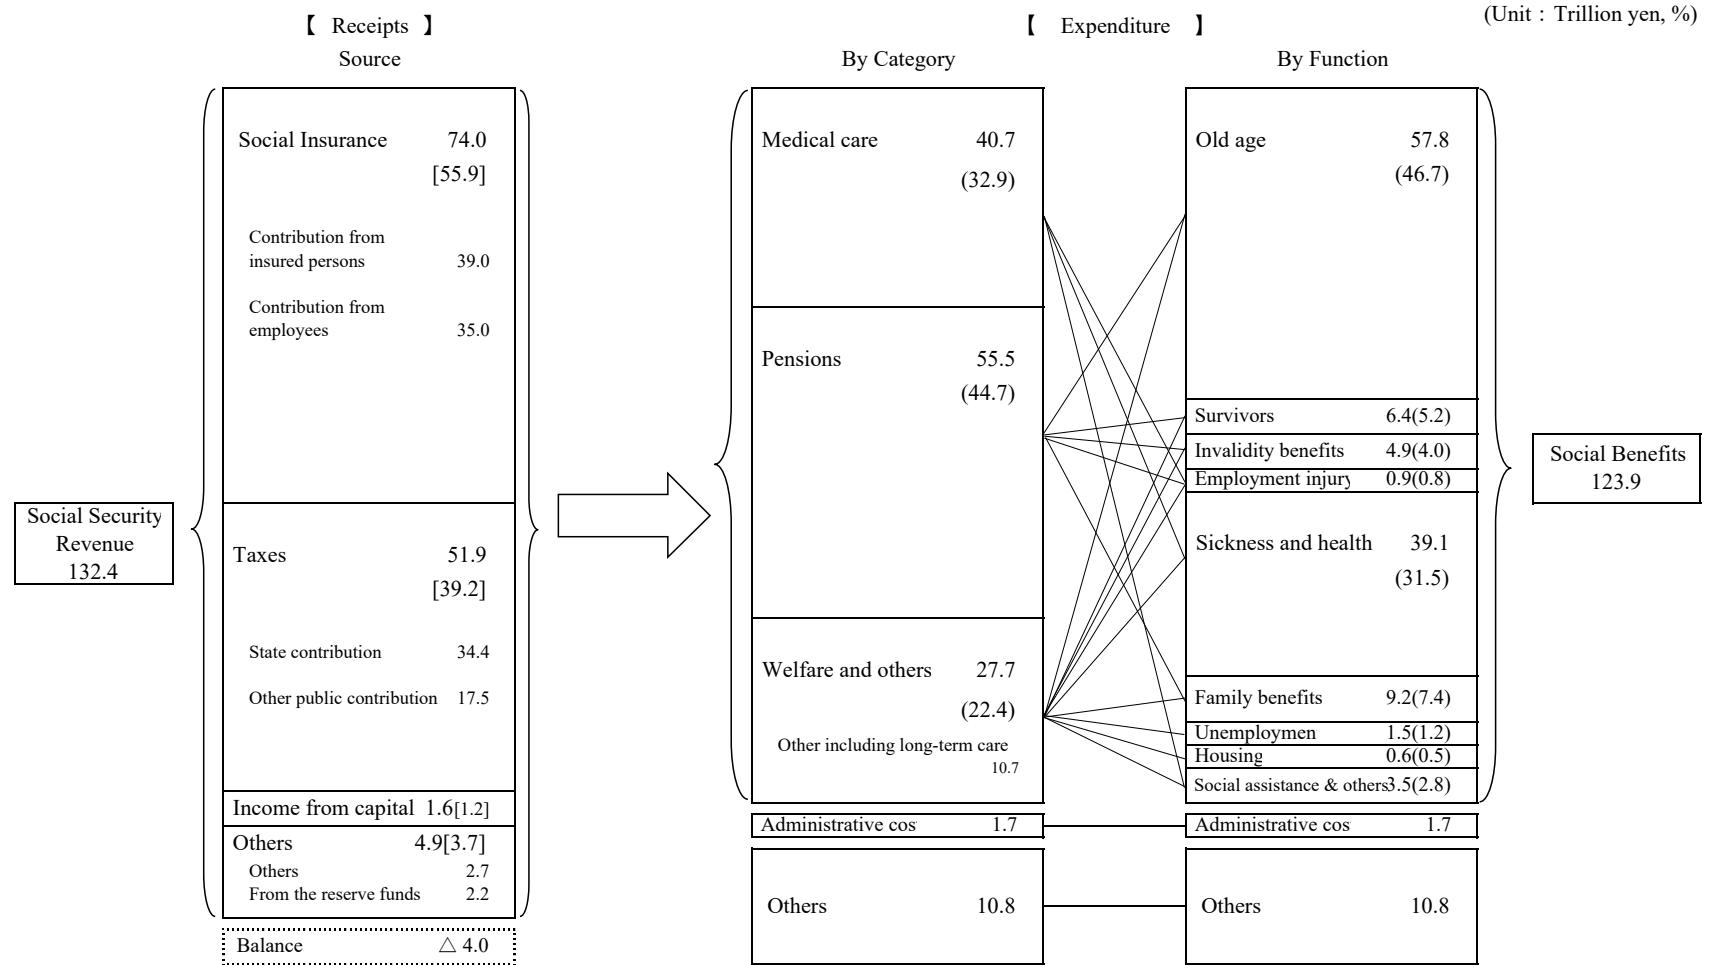 (Unit：Trillion yen, %)
【 Receipts 】
Source
Social Security
Revenue
132.4
Social Insurance 74.0
[55.9]
Contribution from
insured persons 39.0
Contribution from
employees 35.0
Taxes 51.9
[39.2]
State contribution 34.4
Other public contribution 17.5
Income from capital 1.6[1.2]
Others 4.9[3.7]
Others 2.7
From the reserve funds 2.2
Balance △ 4.0
【 Expenditure 】
By Category
Medical care 40.7
(32.9)
Pensions 55.5
(44.7)
Welfare and others 27.7
(22.4)
Other including long-term care
10.7
Administrative cos 1.7
Others 10.8
By Function
Old age 57.8
(46.7)
Survivors 6.4(5.2)
Invalidity benefits 4.9(4.0)
Employment injury 0.9(0.8)
Sickness and health 39.1
(31.5)
Family benefits 9.2(7.4)
Unemploymen 1.5(1.2)
Housing 0.6(0.5)
Social assistance & others3.5(2.8)
Administrative cos 1.7
Others 10.8
Social Benefits
123.9